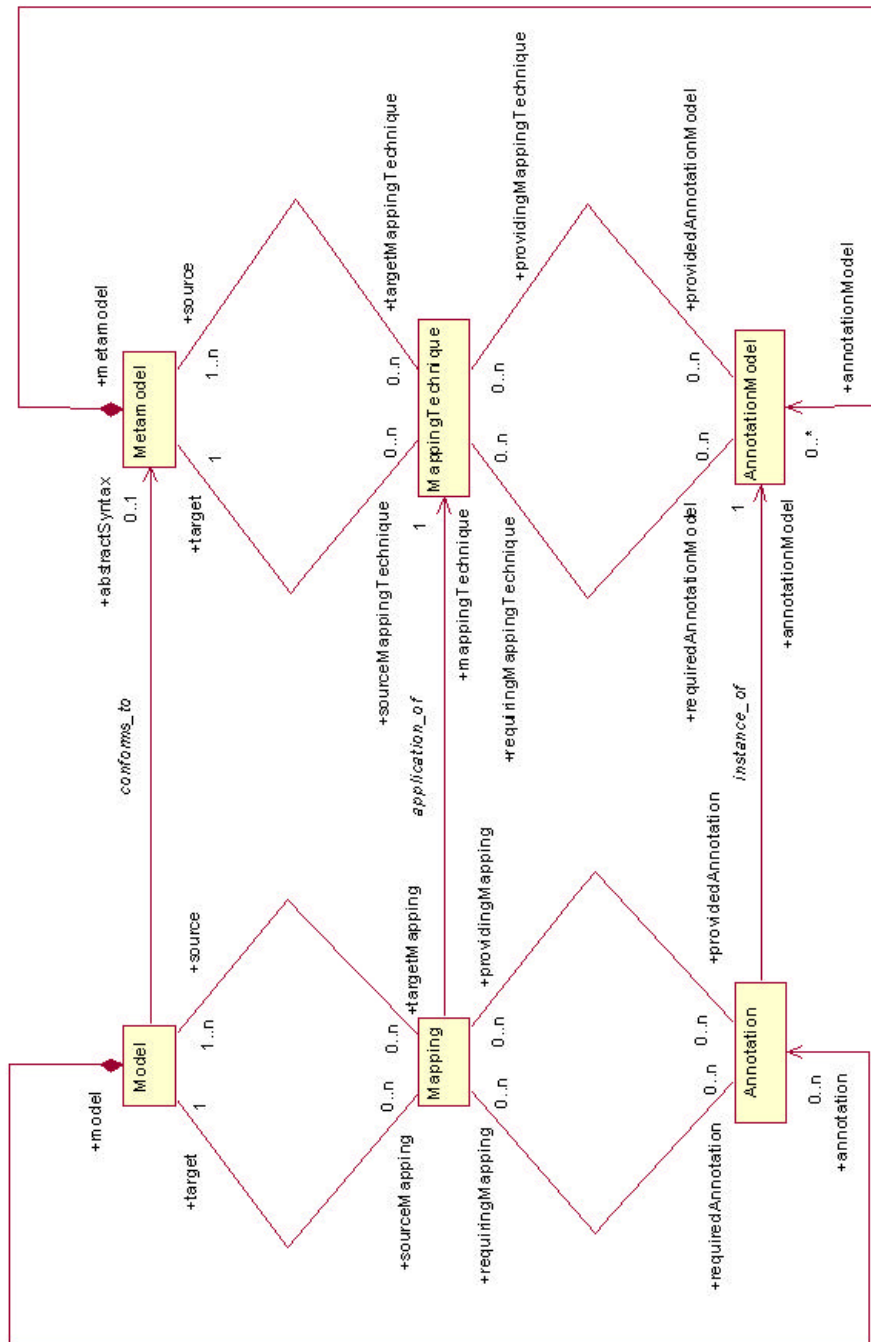 +metamodel
Metamodel
+abstractSyntax
0..1
+source
1..n
1
+target
conforms_to
+source
1..n
Model
+model
1
+target
+targetMappingTechnique
0..n
MappingTechnique
0..n
+sourceMappingTechnique
1
+mappingTechnique
+providingMappingTechnique
0..n
0..n
+requiringMappingTechnique
application_of
+targetMapping
0..n
Mapping
0..n
+sourceMapping
+providingMapping
0..n
0..n
+requiringMapping
+providedAnnotationModel
0..n
AnnotationModel
0..n
+requiredAnnotationModel
1
+annotationModel
0..*
+annotationModel
instance_of
+providedAnnotation
0..n
Annotation
0..n
+requiredAnnotation
0..n
+annotation